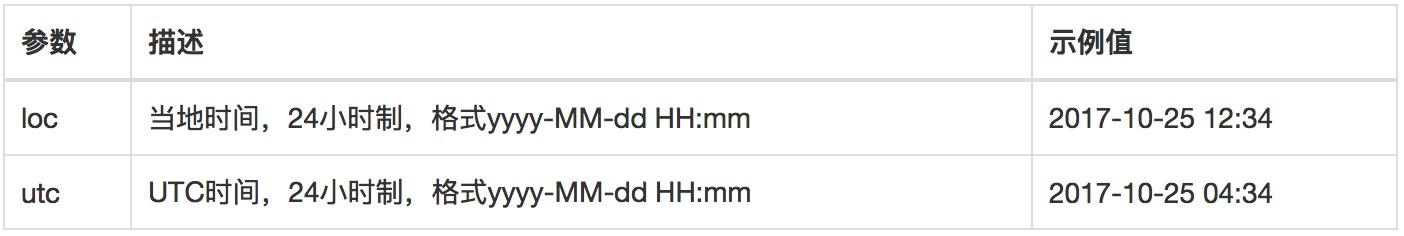 参数 描述 示例值
loc 当地时间，24小时制，格式yyyy-MM-dd HH:mm 2017-10-25 12:34
utc UTC时间，24小时制，格式yyyy-MM-dd HH:mm 2017-10-25 04:34